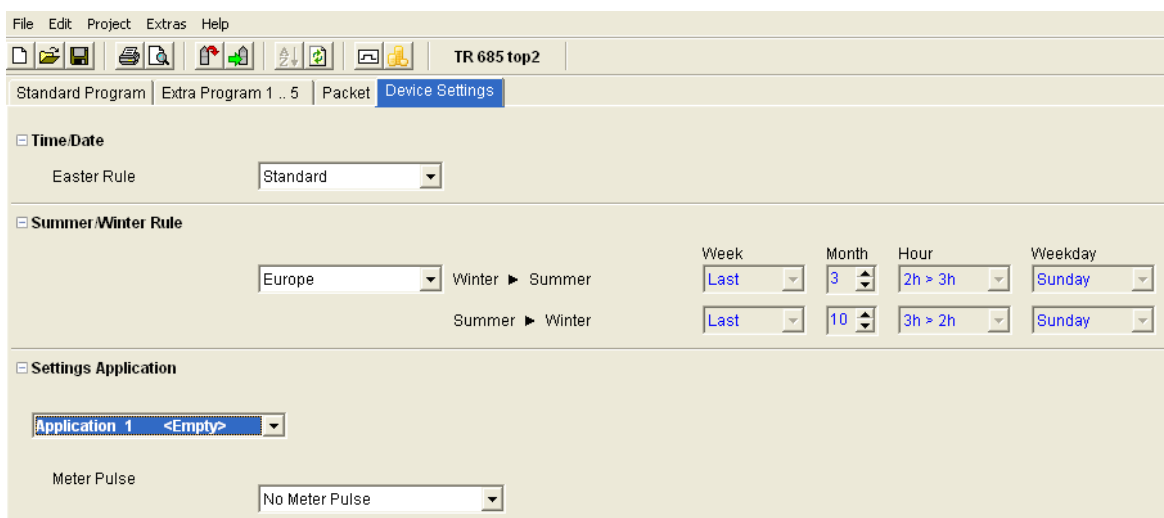 File Edit Project Extras Help
TR 685 top2
Standard Program Extra Program 1 .. 5 Packet Device Settings
Time/Date
Easter Rule Standard
Summer/Winter Rule
Week Month Hour Weekday
Europe Winter ► Summer Last 3 2h > 3h Sunday
Summer ► Winter Last 10 3h > 2h Sunday
Settings Application
Application 1 <Empty>
Meter Pulse
No Meter Pulse